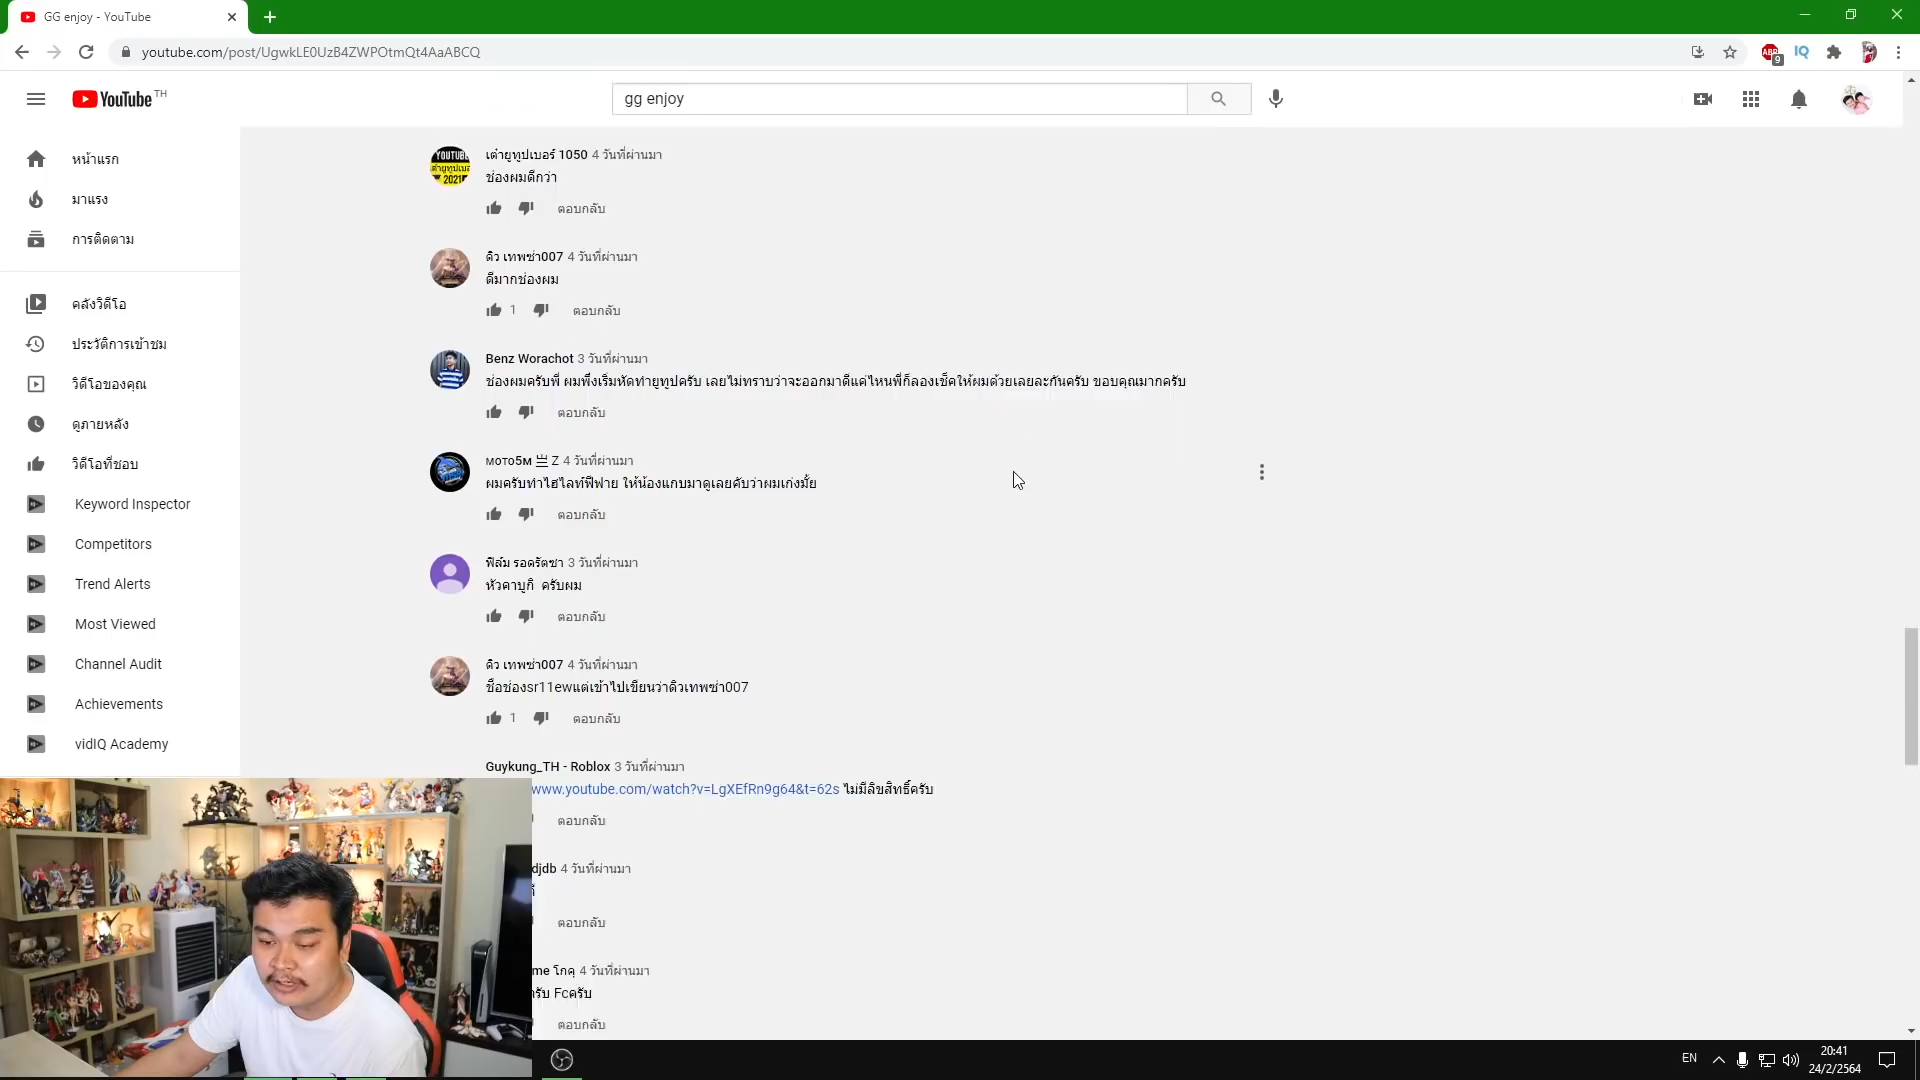 GG enjoy - YouTube
youtube.com/post/UgwkLE0UzB4ZWPOtmQt4AaABCQ
ABP
9
IQ
YouTube TH
gg enjoy
หน้าแรก
มาแรง
การติดตาม
คลังวิดีโอ
ประวัติการเข้าชม
วิดีโอของคุณ
ดูภายหลัง
วิดีโอที่ชอบ
Keyword Inspector
Competitors
Trend Alerts
Most Viewed
Channel Audit
Achievements
vidIQ Academy
YOUTUBE
2021
เต๋ายูทูปเบอร์ 1050 4 วันที่ผ่านมา
ช่องผมดีกว่า
ตอบกลับ
ดิว เทพซ่า007 4 วันที่ผ่านมา
ดีมากช่องผม
1 ตอบกลับ
Benz Worachot 3 วันที่ผ่านมา
ช่องผมครับพี่ ผมพึ่งเริ่มหัดทำยูทูปครับ เลยไม่ทราบว่าจะออกมาดีแค่ไหนพี่ก็ลองเช็คให้ผมด้วยเลยละกันครับ ขอบคุณมากครับ
ตอบกลับ
Z 4 วันที่ผ่านมา
ผมครับทำไฮไลท์ฟีฟาย ให้น้องแกบมาดูเลยคับว่าผมเก่งมั้ย
ตอบกลับ
ฟิล์ม รอดรัตซา 3 วันที่ผ่านมา
หัวคาบูกิ ครับผม
ตอบกลับ
ดิว เทพซ่า007 4 วันที่ผ่านมา
ชื่อช่องsr11ewแต่เข้าไปเขียนว่าดิวเทพซ่า007
1 ตอบกลับ
Guykung_TH - Roblox 3 วันที่ผ่านมา
www.youtube.com/watch?v=LgXEfRn9g64&t=62s ไม่มีลิขสิทธิ์ครับ
ตอบกลับ
djdb 4 วันที่ผ่านมา
ตอบกลับ
me โกคุ 4 วันที่ผ่านมา
รับ Fcครับ
ตอบกลับ
EN
20:41
24/2/2564